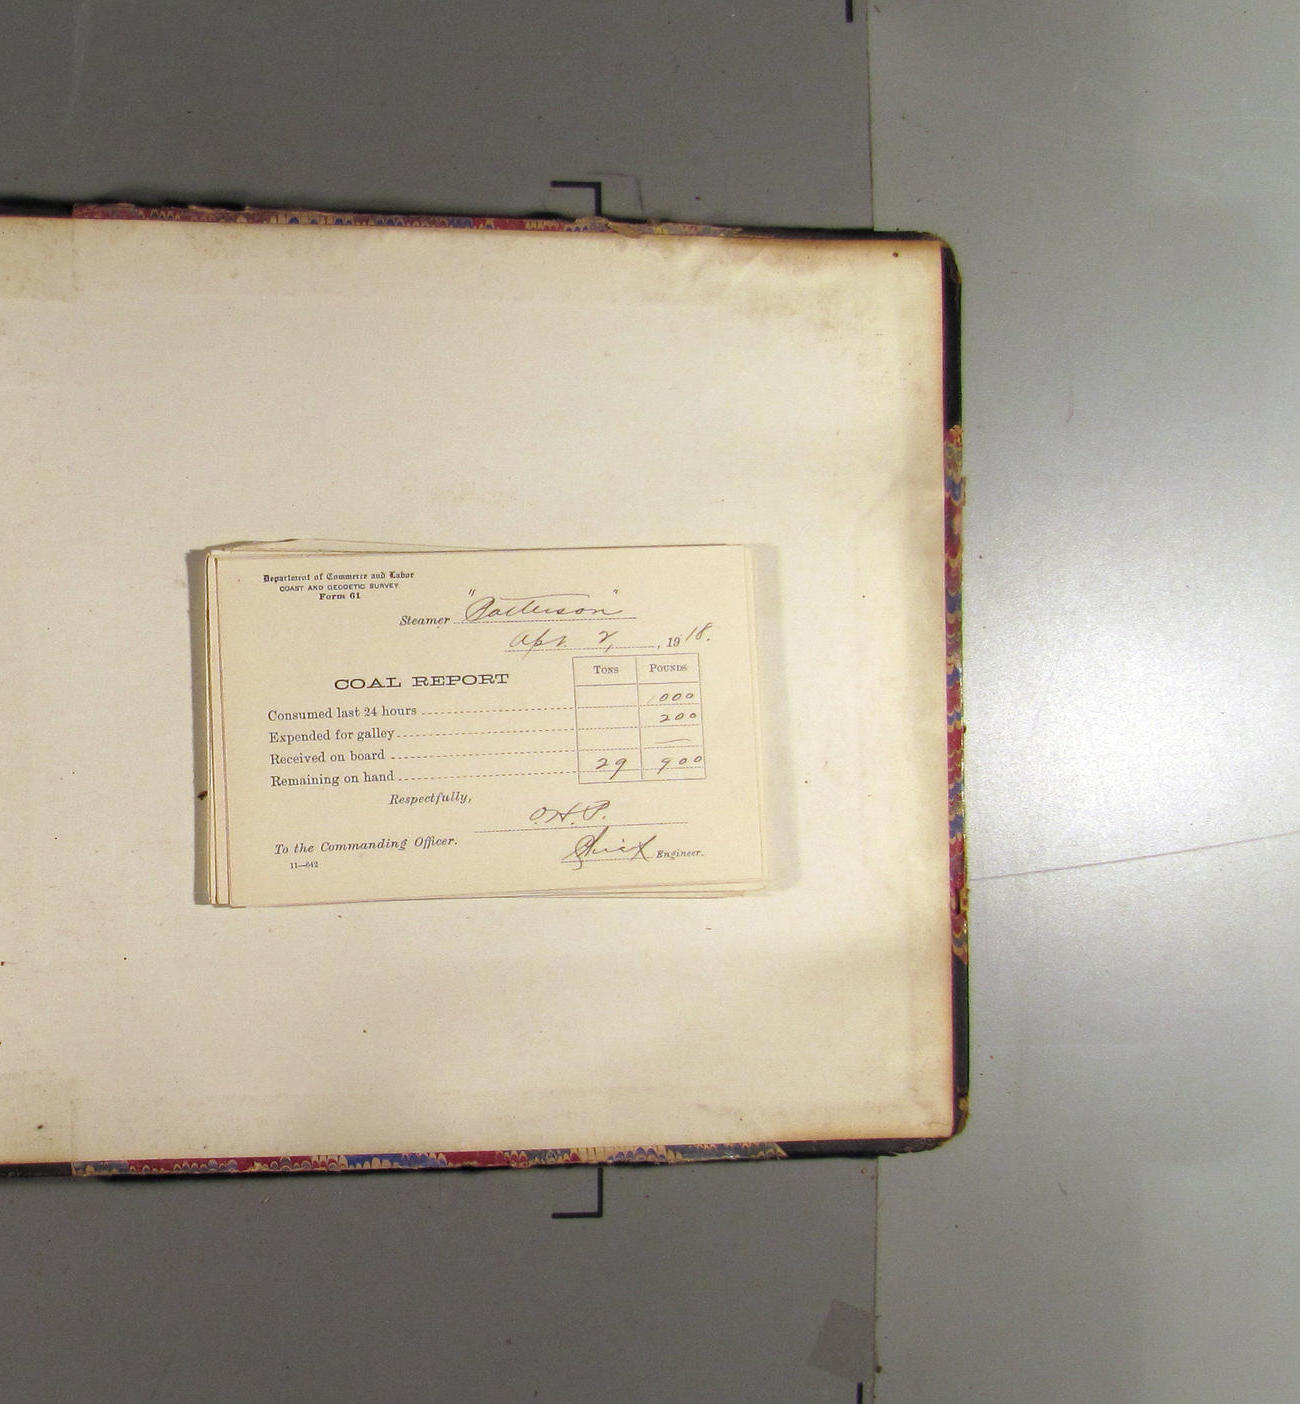 Department of Commerce and Labor
COAST AND GEODETIC SURVEY
Form 61
Steamer "Patterson"
Apr. 2, 1918.
Tons Pounds
COAL REPORT
Consumed last 24 hours 1000
Expended for galley 200
Received on board —
Remaining on hand 29 900
Respectfully,
O.H.P.
To the Commanding Officer.
Engineer.
11—642